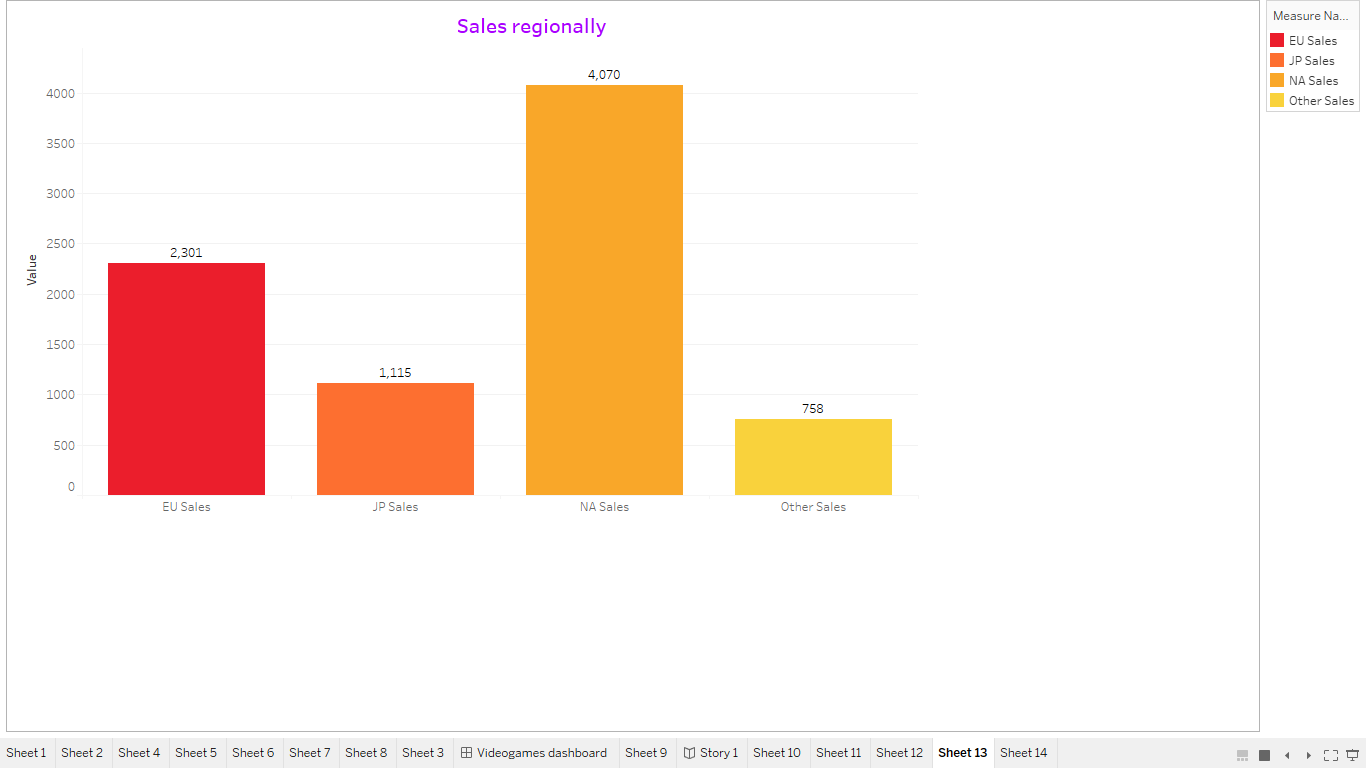 Sales regionally
Measure Na...
EU Sales
JP Sales
NA Sales
Other Sales
Value
4000
3500
3000
2500
2000
1500
1000
500
0
2,301
1,115
4,070
758
EU Sales JP Sales NA Sales Other Sales
Sheet 1 Sheet 2 Sheet 4 Sheet 5 Sheet 6 Sheet 7 Sheet 8 Sheet 3 Videogames dashboard Sheet 9 Story 1 Sheet 10 Sheet 11 Sheet 12 Sheet 13 Sheet 14